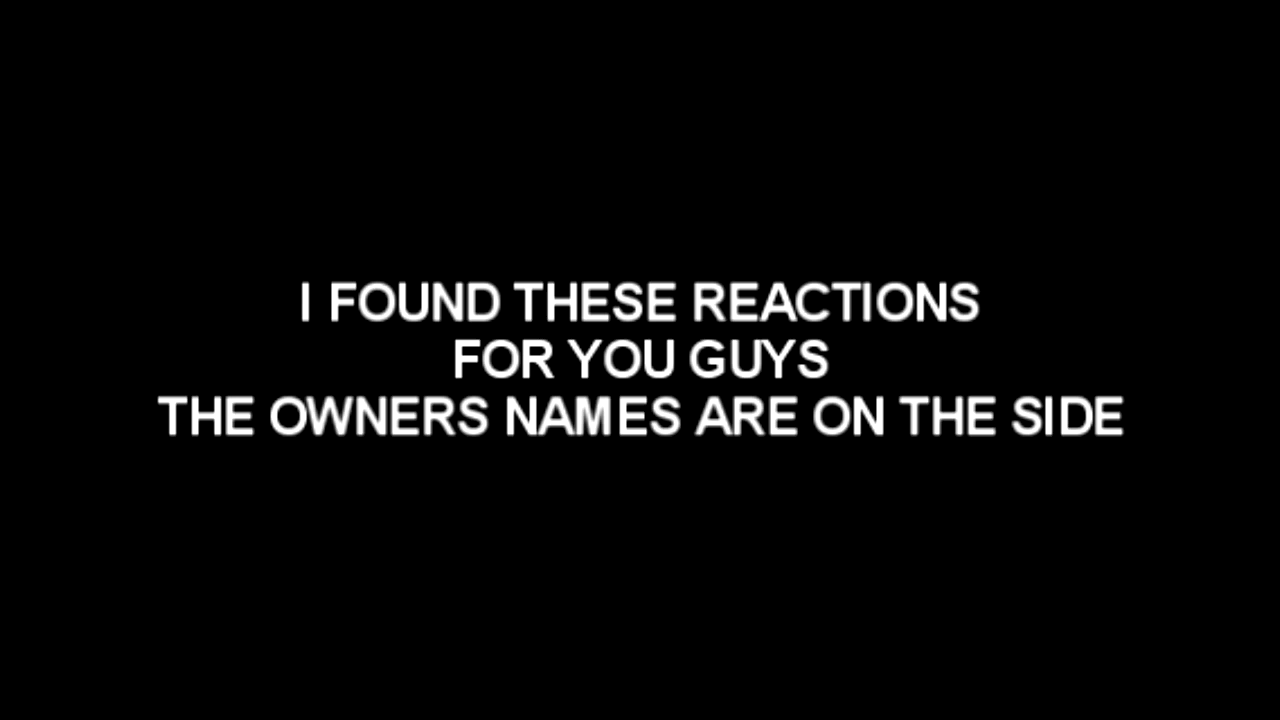 I FOUND THESE REACTIONS
FOR YOU GUYS
THE OWNERS NAMES ARE ON THE SIDE